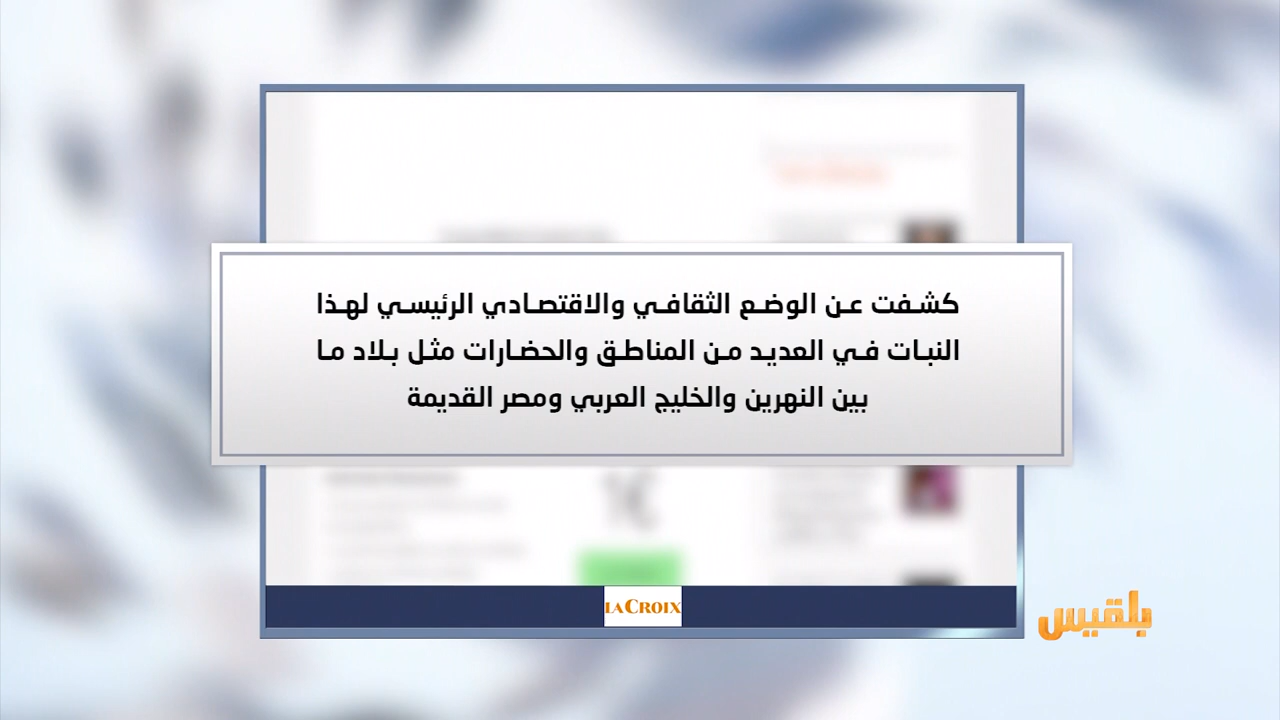 كشفت عن الوضع الثقافي والاقتصادي الرئيسي لهذا
النبات في العديد من المناطق والحضارات مثل بلاد ما
بين النهرين والخليج العربي ومصر القديمة
laCroix
بلقيس